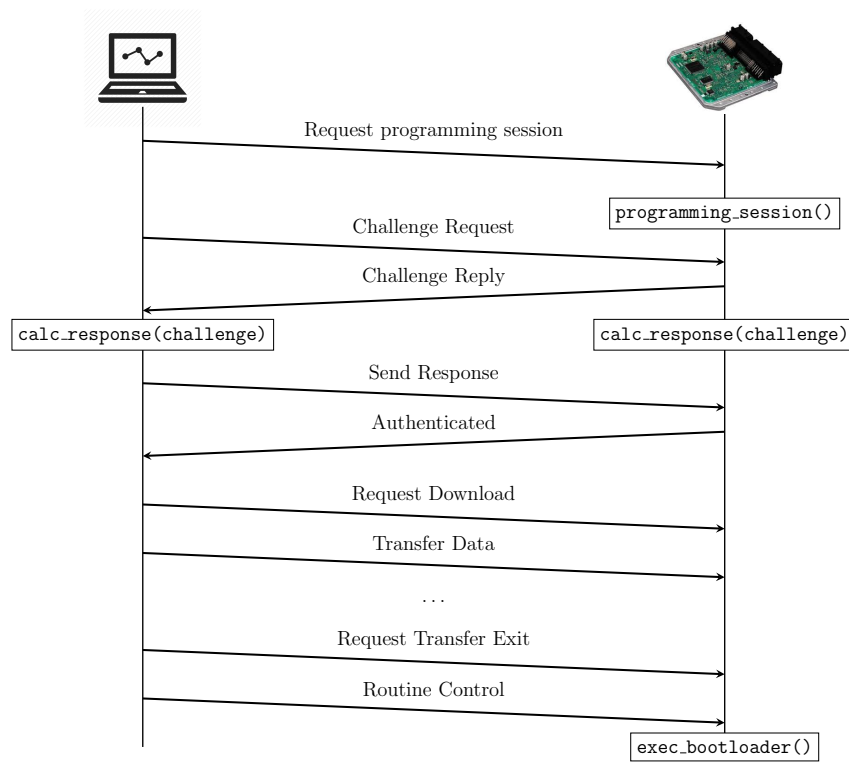 Request programming session
programming_session()
Challenge Request
Challenge Reply
calc_response(challenge)
calc_response(challenge)
Send Response
Authenticated
Request Download
Transfer Data
...
Request Transfer Exit
Routine Control
exec_bootloader()